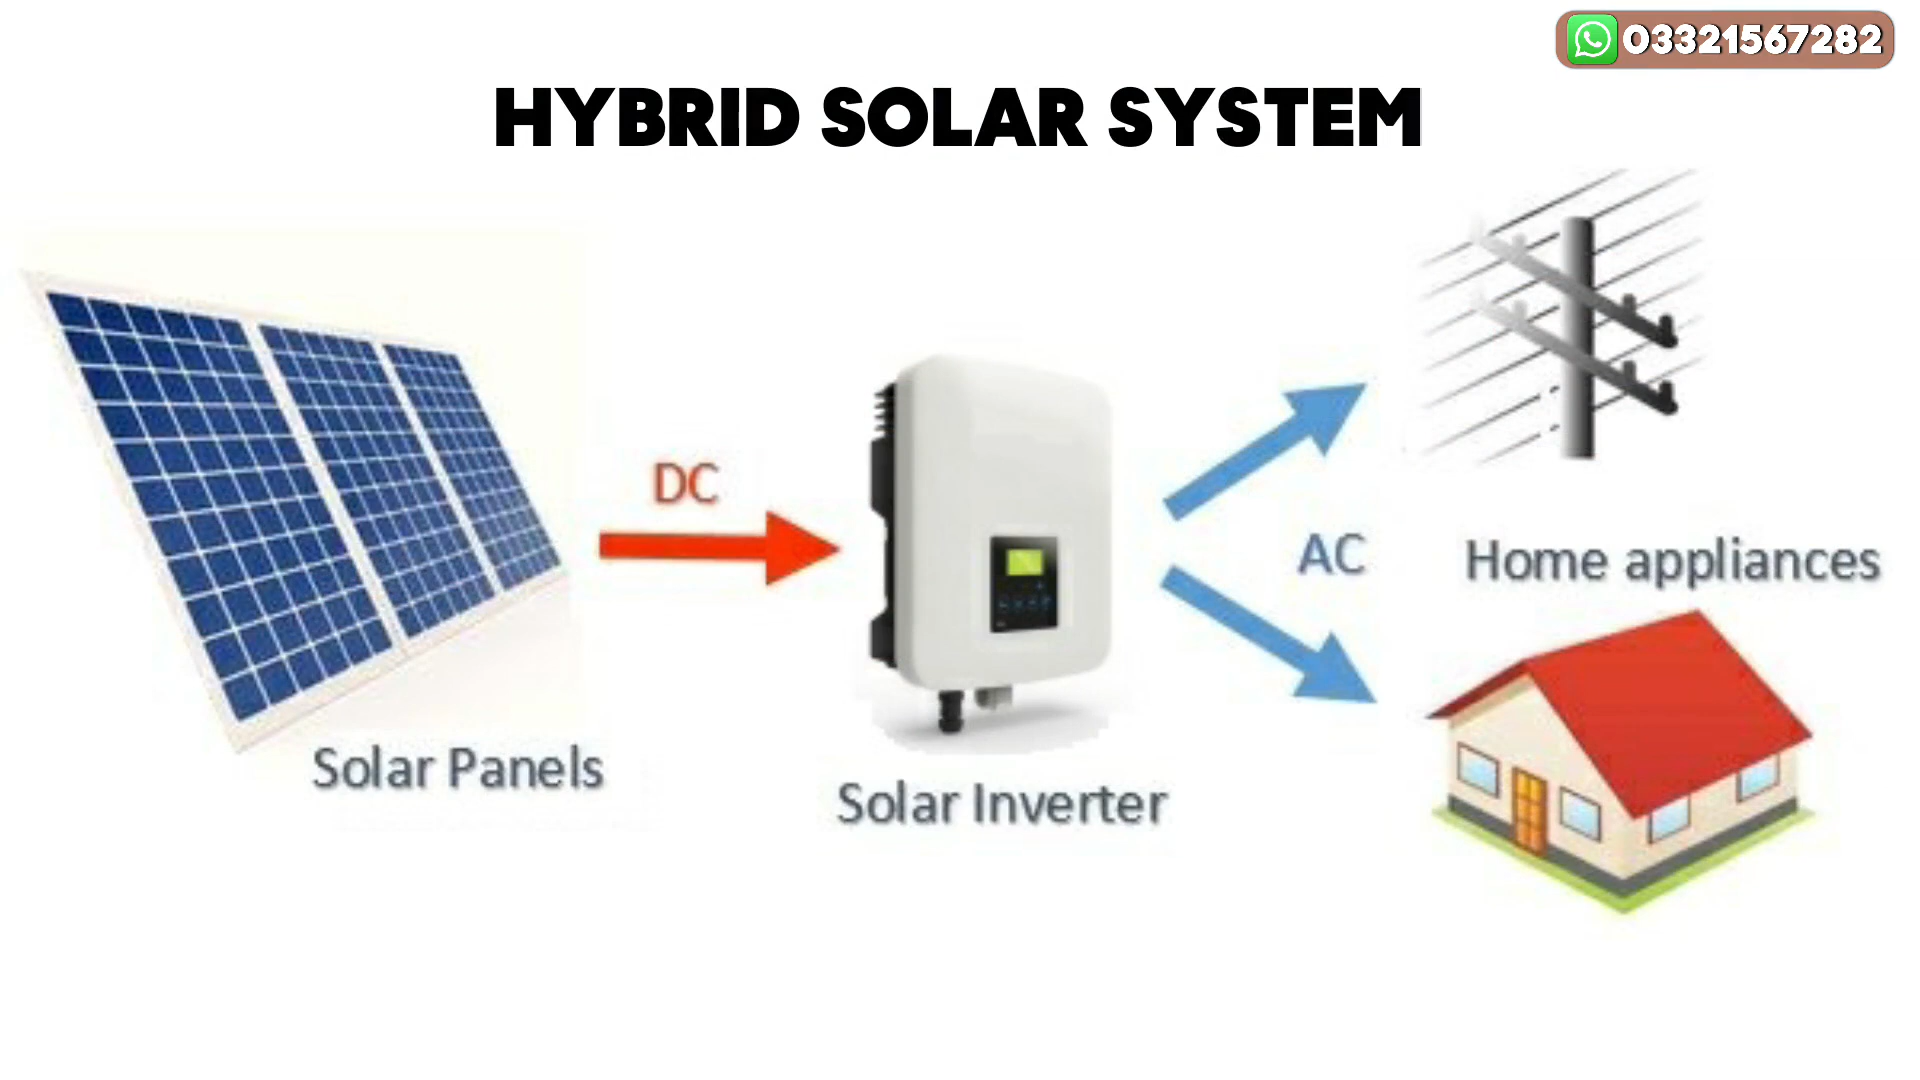 03321567282
HYBRID SOLAR SYSTEM
DC
AC
Home appliances
Solar Panels
Solar Inverter